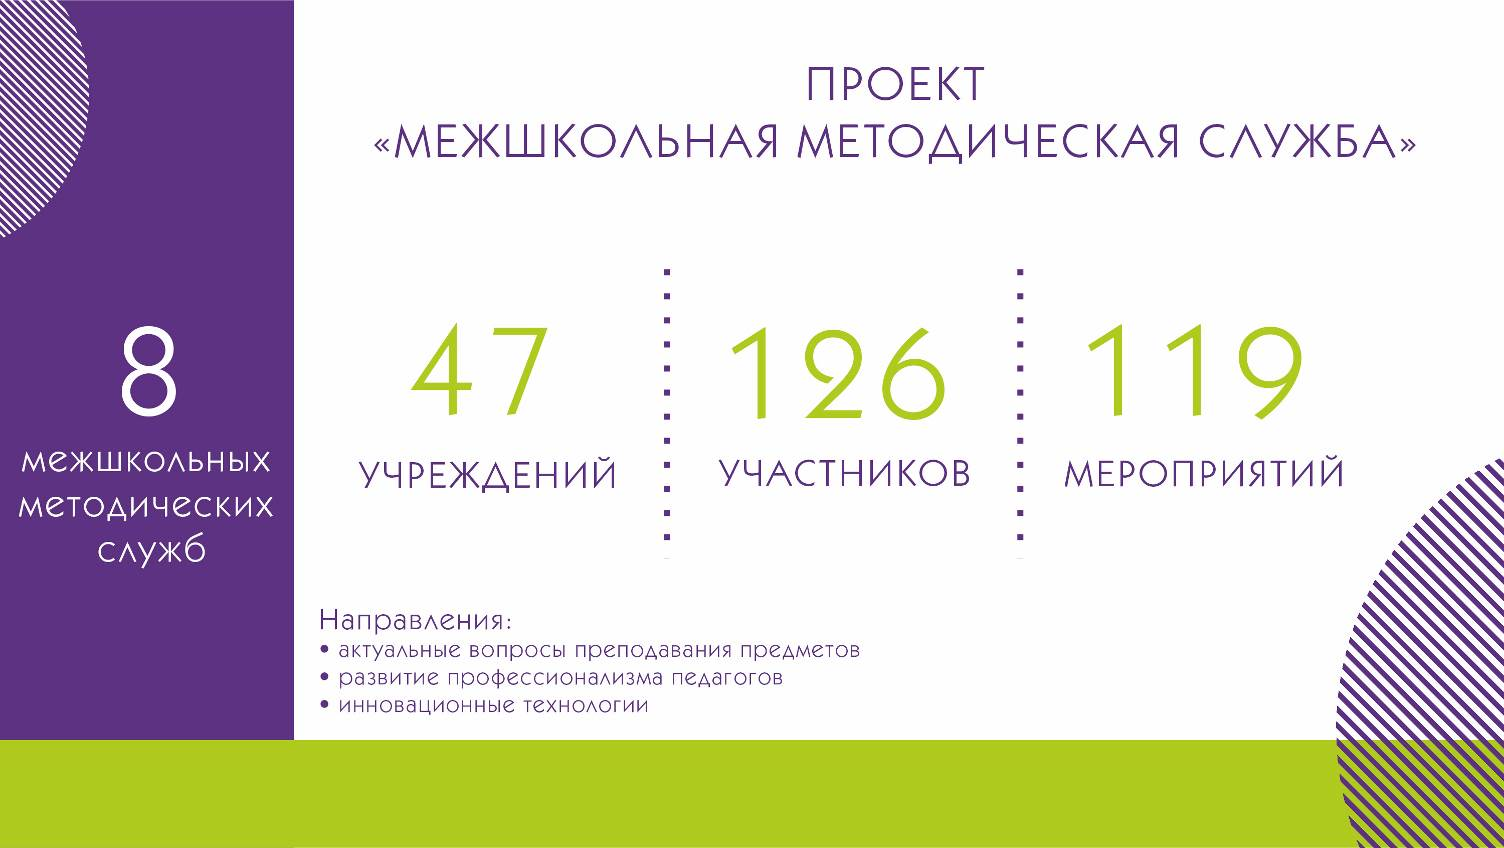 ПРОЕКТ
«МЕЖШКОЛЬНАЯ МЕТОДИЧЕСКАЯ СЛУЖБА»
8
межшкольных
методических
служб
47
УЧРЕЖДЕНИЙ
126
УЧАСТНИКОВ
119
МЕРОПРИЯТИЙ
Направления:
• актуальные вопросы преподавания предметов
• развитие профессионализма педагогов
• инновационные технологии